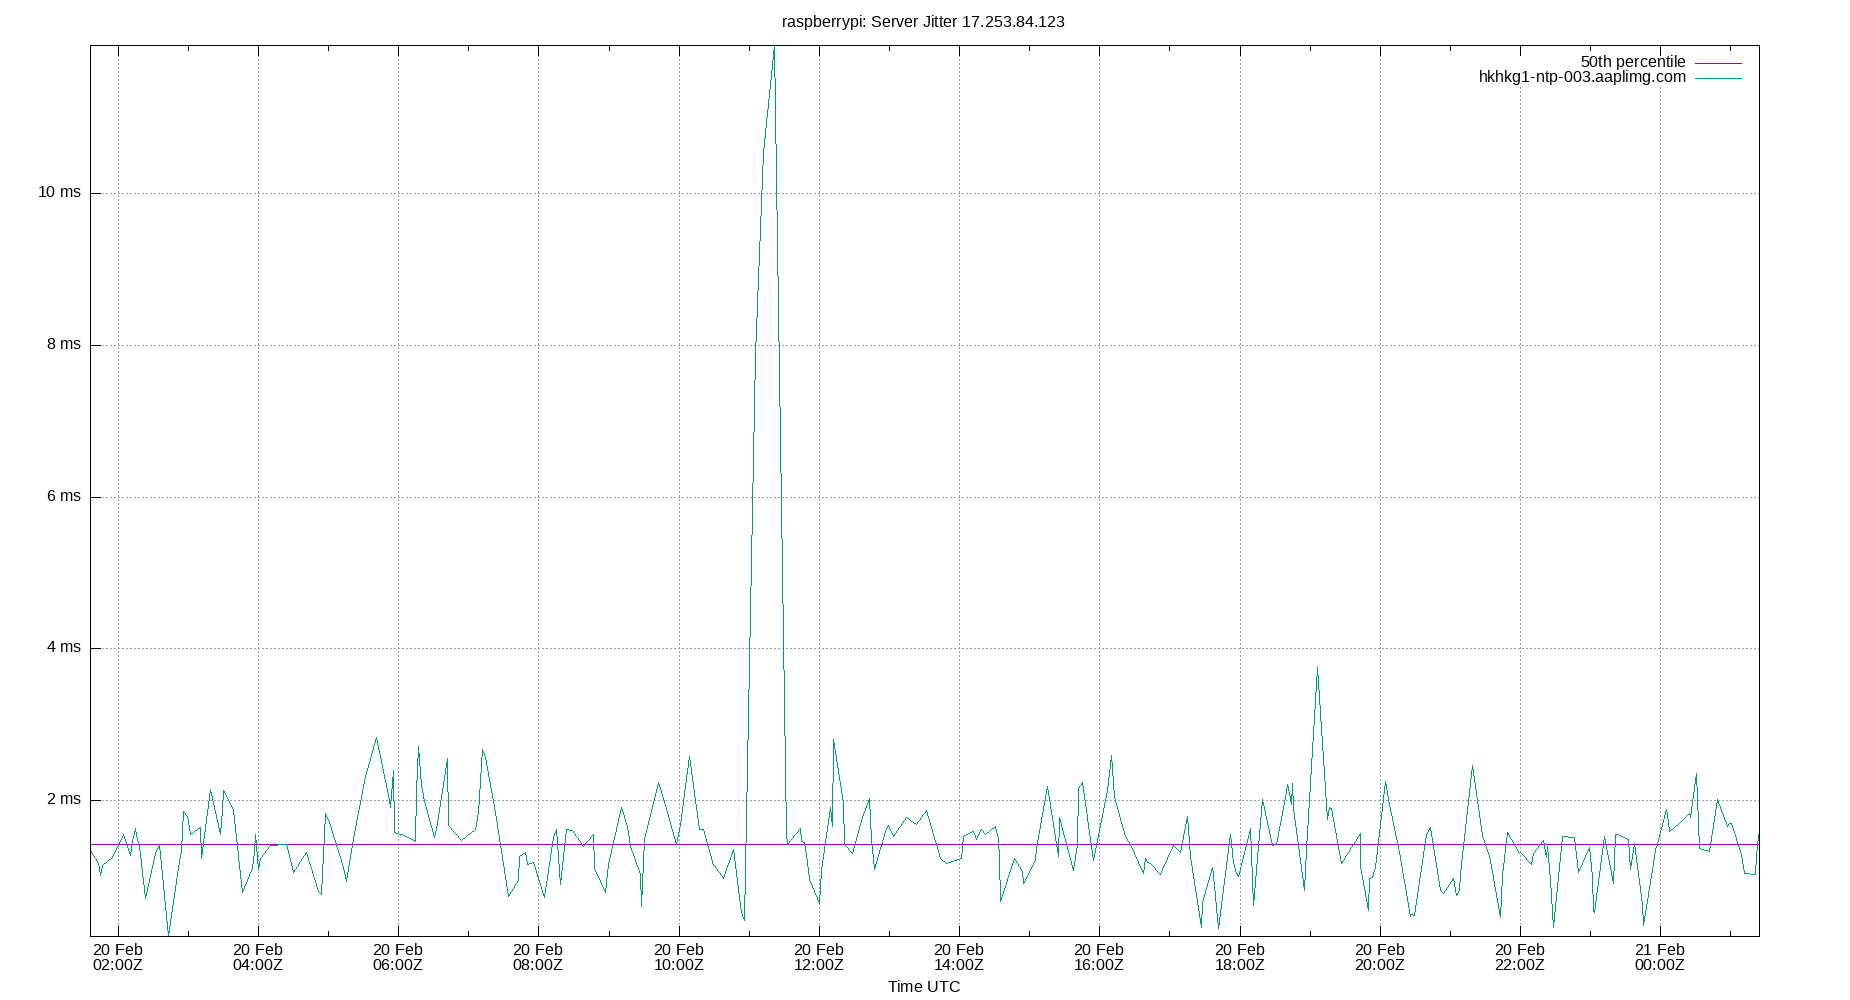 raspberrypi: Server Jitter 17.253.84.123
50th percentile
hkhkg1-ntp-003.aaplimg.com
10 ms
8 ms
6 ms
4 ms
2 ms
20 Feb 20 Feb 20 Feb 20 Feb 20 Feb 20 Feb 20 Feb 20 Feb 20 Feb 20 Feb 20 Feb 21 Feb
02:00Z 04:00Z 06:00Z 08:00Z 10:00Z 12:00Z 14:00Z 16:00Z 18:00Z 20:00Z 22:00Z 00:00Z
Time UTC